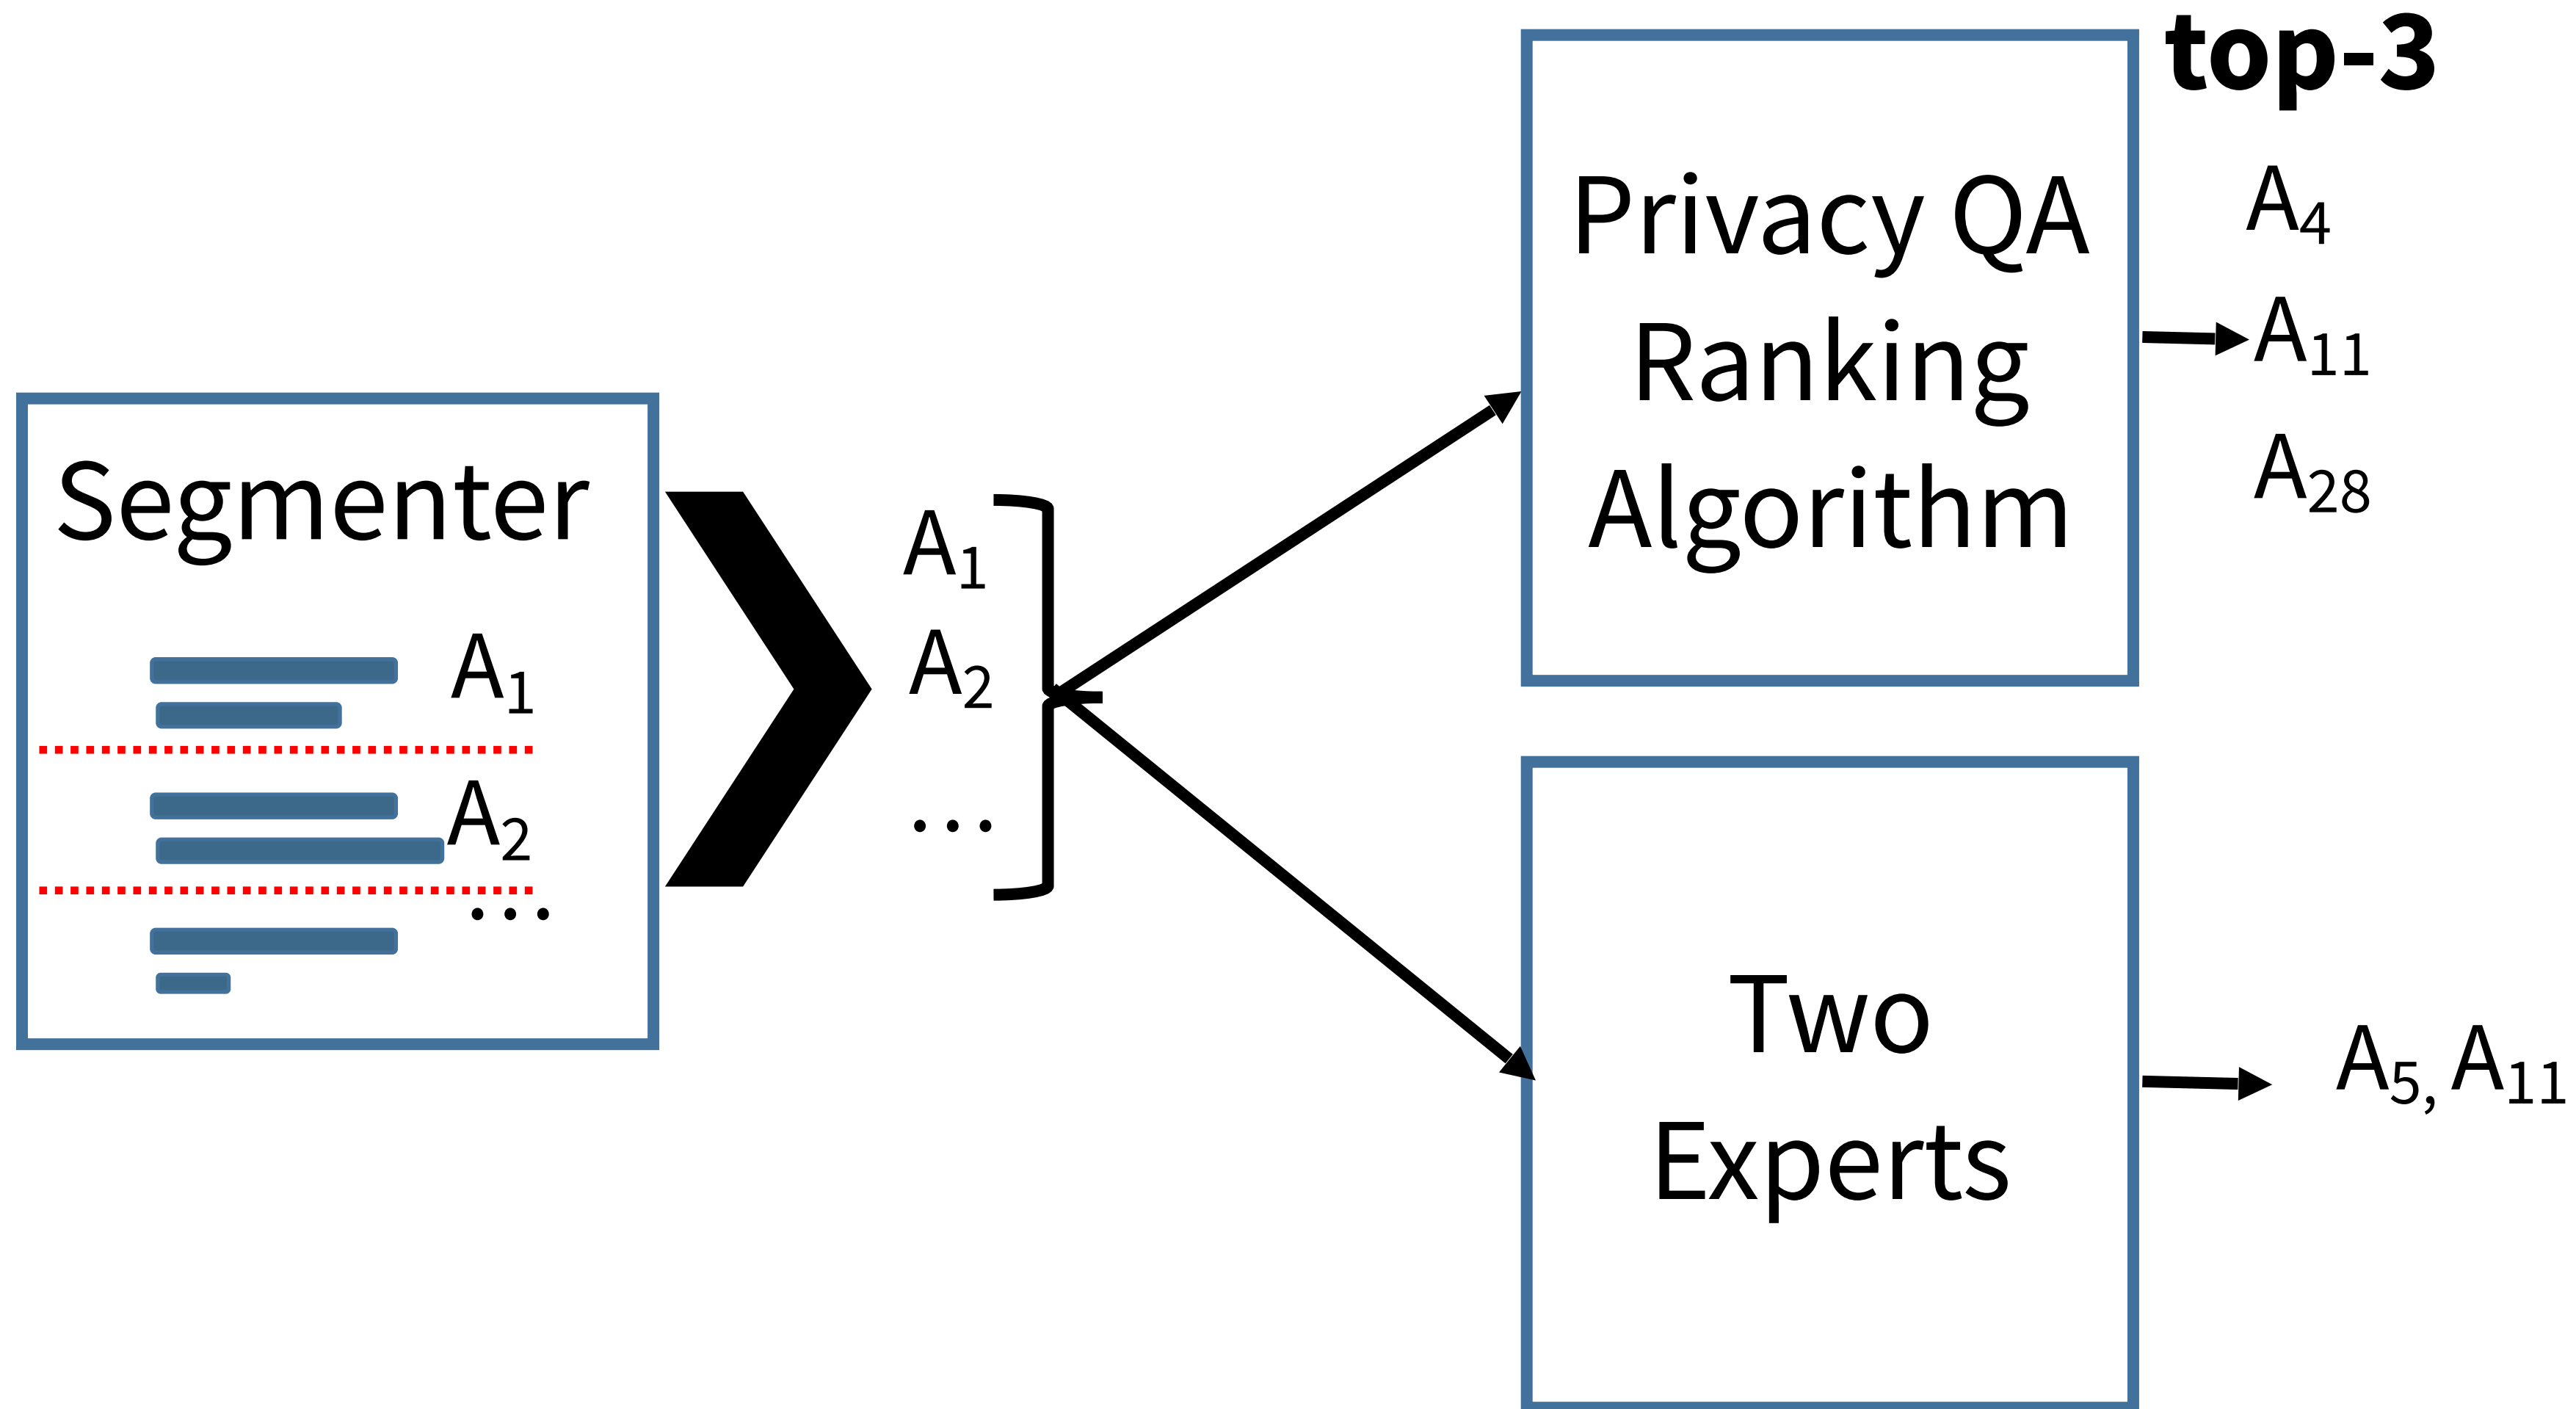 Segmenter
A1
A2
...
A1
A2
...
Privacy QA
Ranking
Algorithm
top-3
A4
A11
A28
Two
Experts
A5, A11